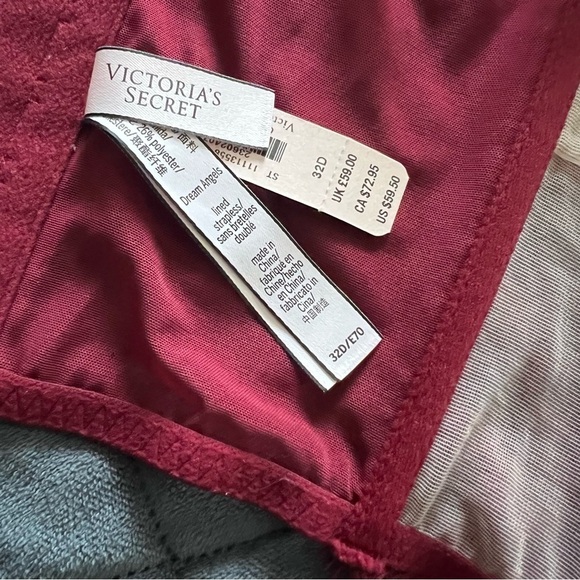 VICTORIA'S
SECRET
26% polyester/
Dream Angels
lined
strapless/
sans bretelles
double
made in
China/
fabriqué en
Chine/hecho
en China/
fabbricato in
Cina/
中国制造
32D/E70
ST
32D
UK £59.00
CA $72.95
US $59.50